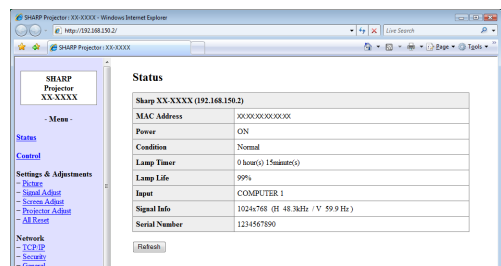 SHARP Projector : XX-XXXX - Windows Internet Explorer
http://192.168.150.2/
Live Search
SHARP Projector : XX-XXXX
Page
Tools
SHARP
Projector
XX-XXXX
- Menu -
Status
Control
Settings & Adjustments
– Picture
– Signal Adjust
– Screen Adjust
– Projector Adjust
– All Reset
Network
– TCP/IP
– Security
– General
Status
Sharp XX-XXXX (192.168.150.2)
MAC Address XX:XX:XX:XX:XX:XX
Power ON
Condition Normal
Lamp Timer 0 hour(s) 15minute(s)
Lamp Life 99%
Input COMPUTER 1
Signal Info 1024x768 (H 48.3kHz / V 59.9 Hz )
Serial Number 1234567890
Refresh